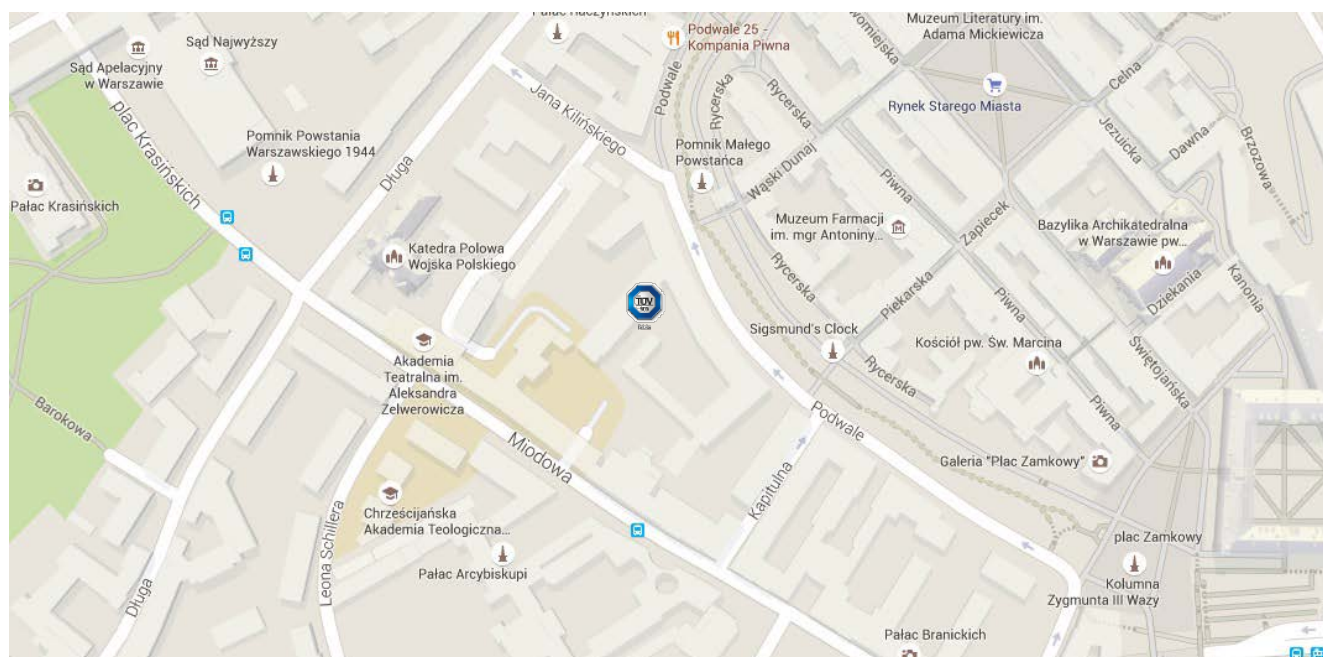 Pałac Raczyńskich
Podwale 25 -
Kompania Piwna
Muzeum Literatury im.
Adama Mickiewicza
Sąd Najwyższy
Sąd Apelacyjny
w Warszawie
plac Krasińskich
Pomnik Powstania
Warszawskiego 1944
Długa
Jana Kilińskiego
Podwale
Rycerska
Rycerska
Rynek Starego Miasta
Celna
Jezuicka
Dawna
Brzozowa
Pomnik Małego
Powstańca
Wąski Dunaj
Piwna
Zapiecek
Pałac Krasińskich
Katedra Polowa
Wojska Polskiego
Muzeum Farmacji
im. mgr Antoniny...
Bazylika Archikatedralna
w Warszawie pw...
Rycerska
Piekarska
Piwna
Dziekania
Kanonia
TÜV
Sigsmund's Clock
Kościół pw. Św. Marcina
Świętojańska
Akademia
Teatralna im.
Aleksandra
Zelwerowicza
Rycerska
Piwna
Barokowa
Miodowa
Podwale
Galeria "Plac Zamkowy"
Kapitulna
Chrześcijańska
Akademia Teologiczna...
Leona Schillera
Długa
Pałac Arcybiskupi
plac Zamkowy
Kolumna
Zygmunta III Wazy
Pałac Branickich